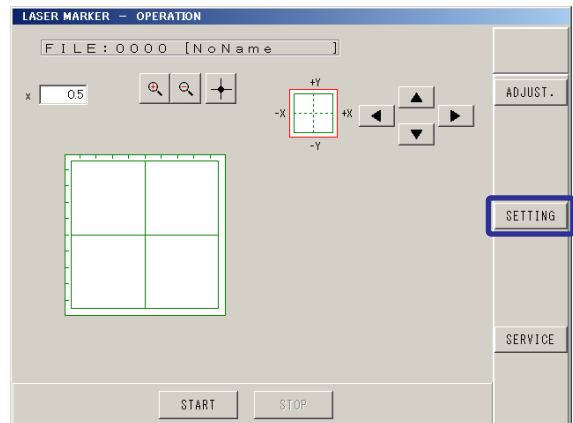 LASER MARKER – OPERATION
FILE:0000 [NoName ]
x 0.5
+Y
-X +X
-Y
ADJUST.
SETTING
SERVICE
START STOP